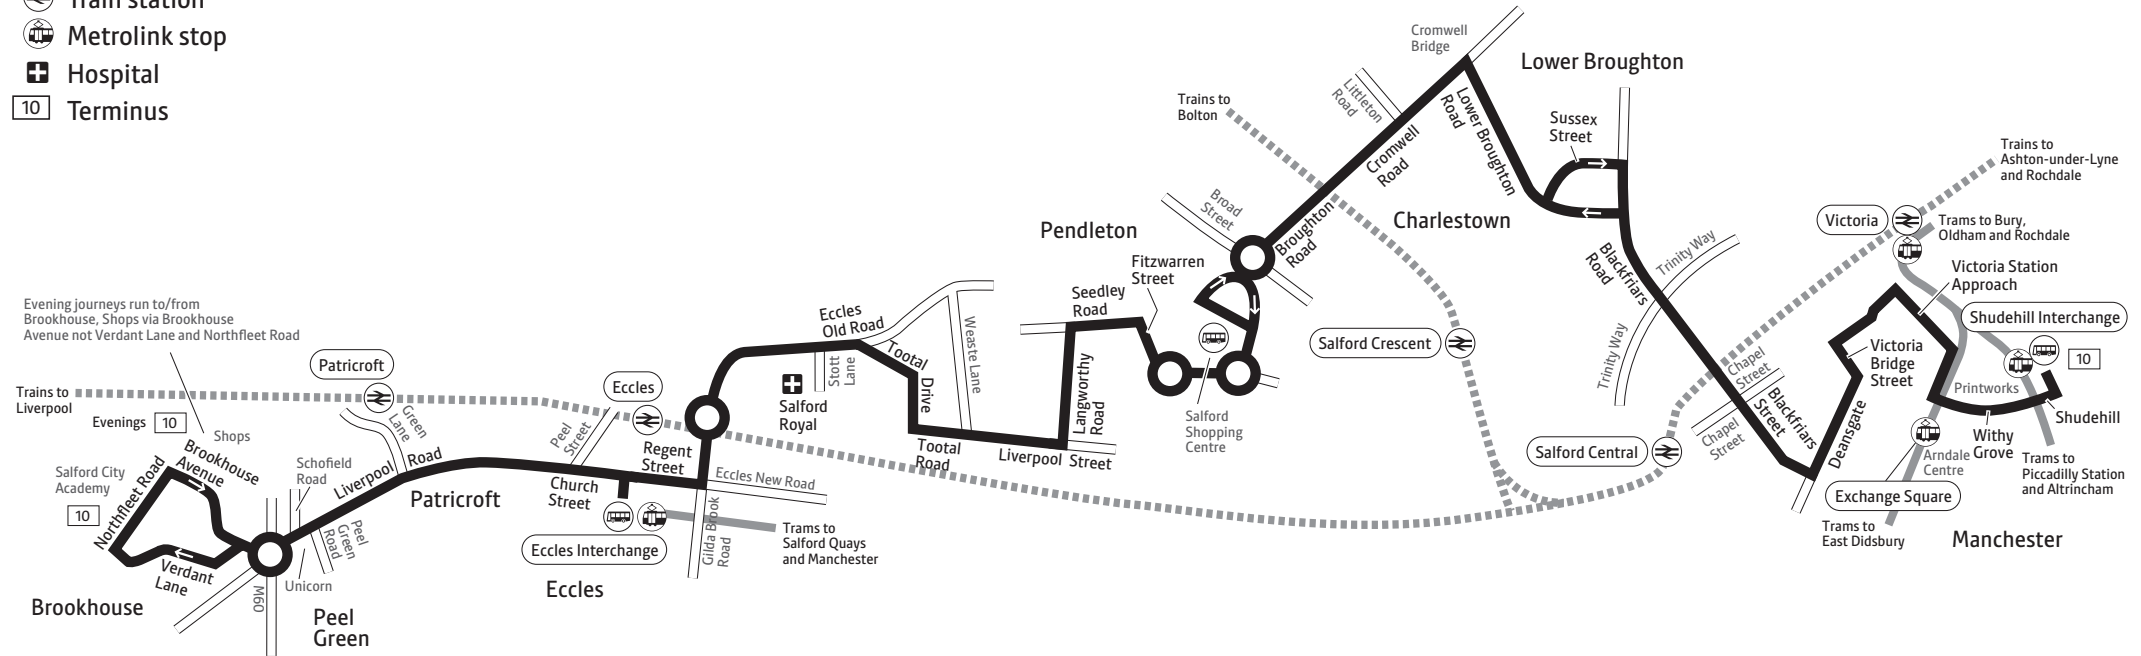 Train station
Metrolink stop
Hospital
10 Terminus
Evening journeys run to/from
Brookhouse, Shops via Brookhouse
Avenue not Verdant Lane and Northfleet Road
Trains to
Liverpool
Evenings 10
Shops
Brookhouse
Avenue
Salford City
Academy
10
Northfleet Road
Verdant
Lane
Brookhouse
M60
Unicorn
Peel
Green
Schofield
Road
Peel
Green
Road
Patricroft
Green
Lane
Liverpool Road
Patricroft
Peel
Street
Church
Street
Eccles
Regent
Street
Eccles New Road
Gilda Brook
Road
Eccles Interchange
Eccles
Trams to
Salford Quays
and Manchester
Salford
Royal
Stott
Lane
Eccles
Old Road
Tootal
Drive
Weaste Lane
Tootal
Road
Liverpool Street
Langworthy
Road
Seedley
Road
Pendleton
Fitzwarren
Street
Salford
Shopping
Centre
Broad
Street
Broughton
Road
Trains to
Bolton
Littleton
Road
Cromwell
Road
Cromwell
Bridge
Charlestown
Lower Broughton
Road
Lower Broughton
Sussex
Street
Salford Crescent
Blackfriars
Road
Trinity Way
Trinity Way
Salford Central
Chapel
Street
Chapel
Street
Blackfriars
Street
Deansgate
Victoria
Bridge
Street
Victoria
Trains to
Ashton-under-Lyne
and Rochdale
Trams to Bury,
Oldham and Rochdale
Victoria Station
Approach
Shudehill Interchange
10
Printworks
Shudehill
Withy
Grove
Arndale
Centre
Exchange Square
Trams to
East Didsbury
Trams to
Piccadilly Station
and Altrincham
Manchester